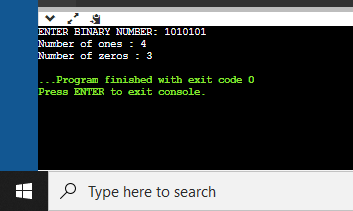 ENTER BINARY NUMBER: 1010101
Number of ones : 4
Number of zeros : 3
...Program finished with exit code 0
Press ENTER to exit console.
Type here to search